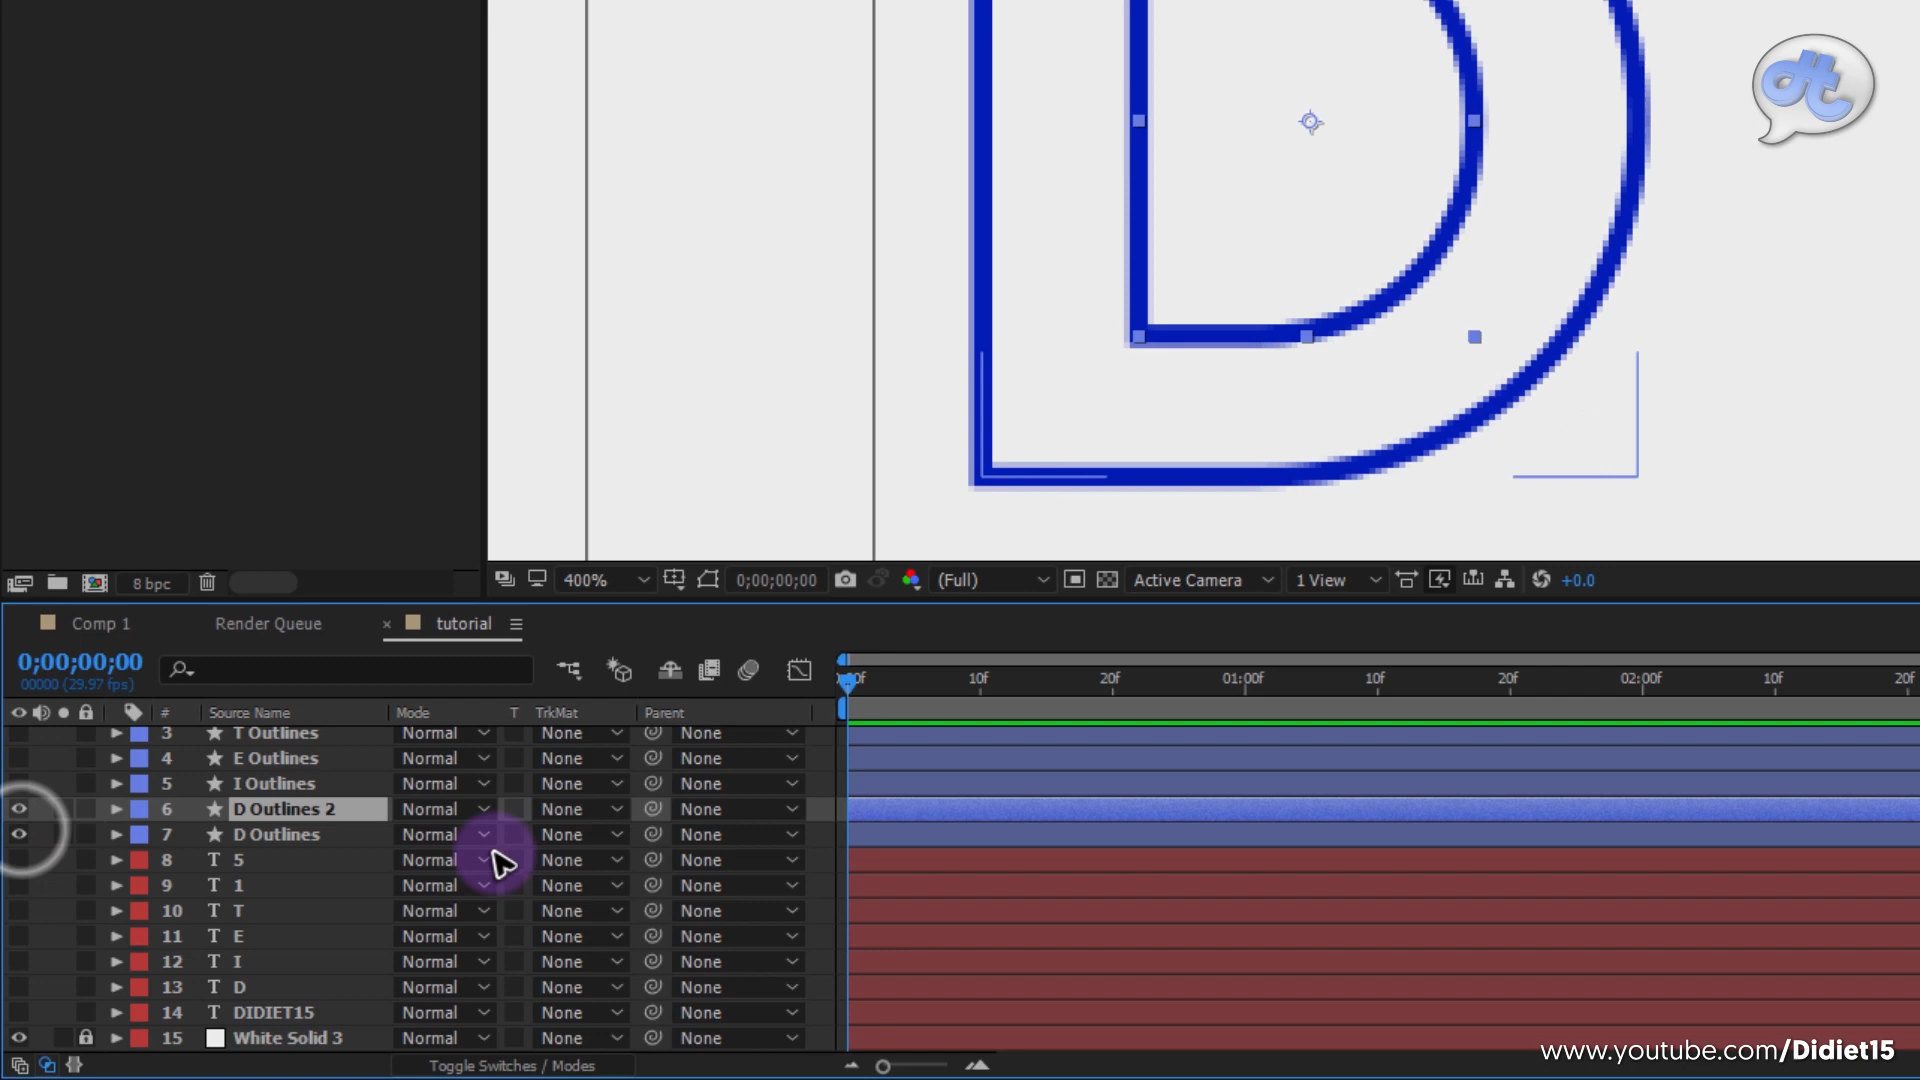 dt
8 bpc
400%
0;00;00;00
(Full)
Active Camera
1 View
+0.0
Comp 1
Render Queue
× tutorial
0;00;00;00
00000 (29.97 fps)
10f 20f 01:00f 10f 20f 02:00f 10f 20f
# Source Name Mode T TrkMat Parent
3 T Outlines Normal None None
4 E Outlines Normal None None
5 I Outlines Normal None None
6 D Outlines 2 Normal None None
7 D Outlines Normal None None
8 T 5 Normal None None
9 T 1 Normal None None
10 T T Normal None None
11 T E Normal None None
12 T I Normal None None
13 T D Normal None None
14 T DIDIET15 Normal None None
15 White Solid 3 Normal None None
Toggle Switches / Modes
www.youtube.com/Didiet15